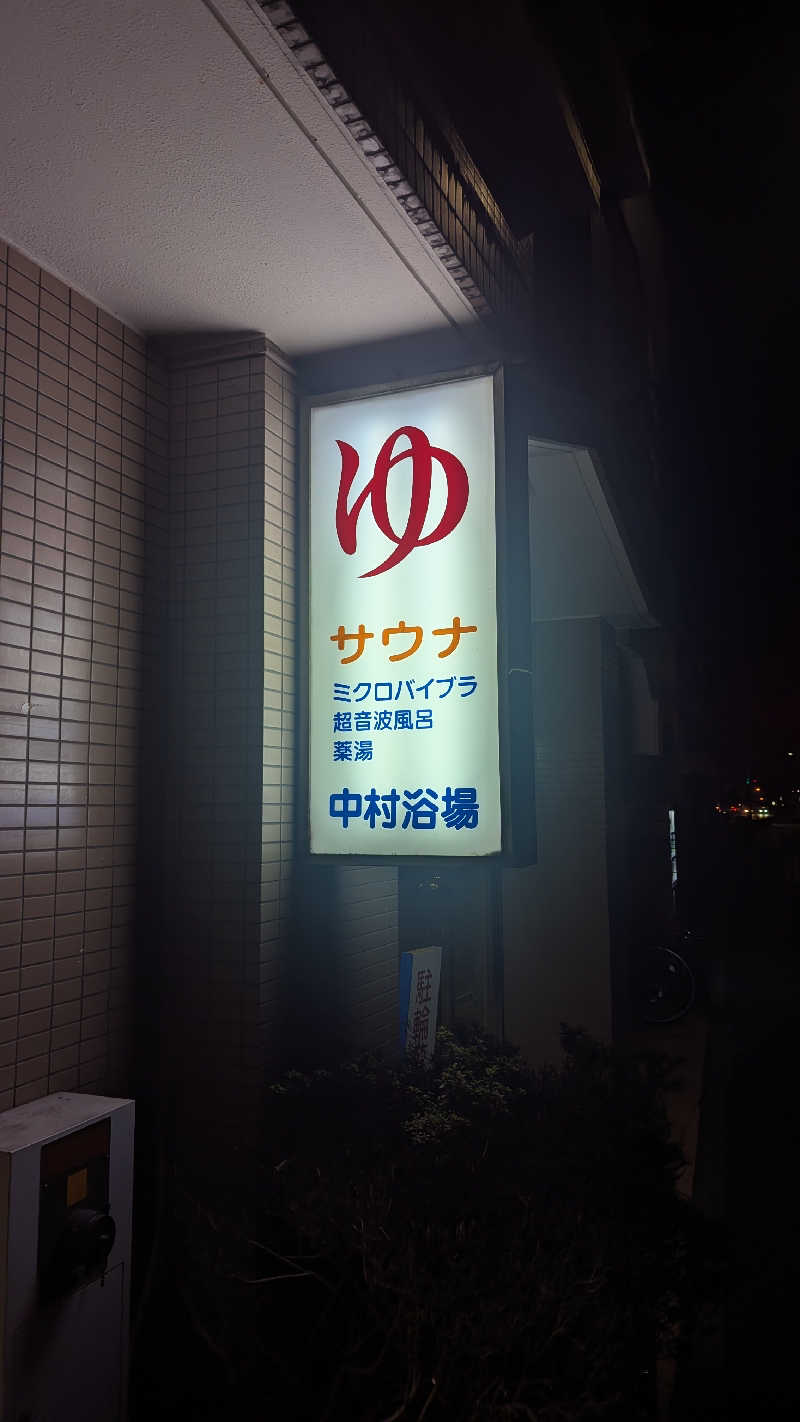 ゆ
サウナ
ミクロバイブラ
超音波風呂
薬湯
中村浴場
駐輪